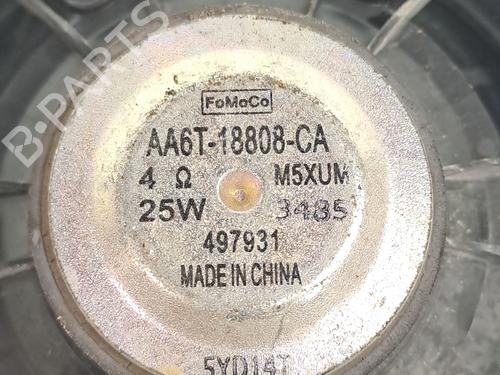 FoMoCo
AA6T-18808-CA
4 Ω M5XUM
25W 3485
497931
MADE IN CHINA
5YD14T
B-PARTS